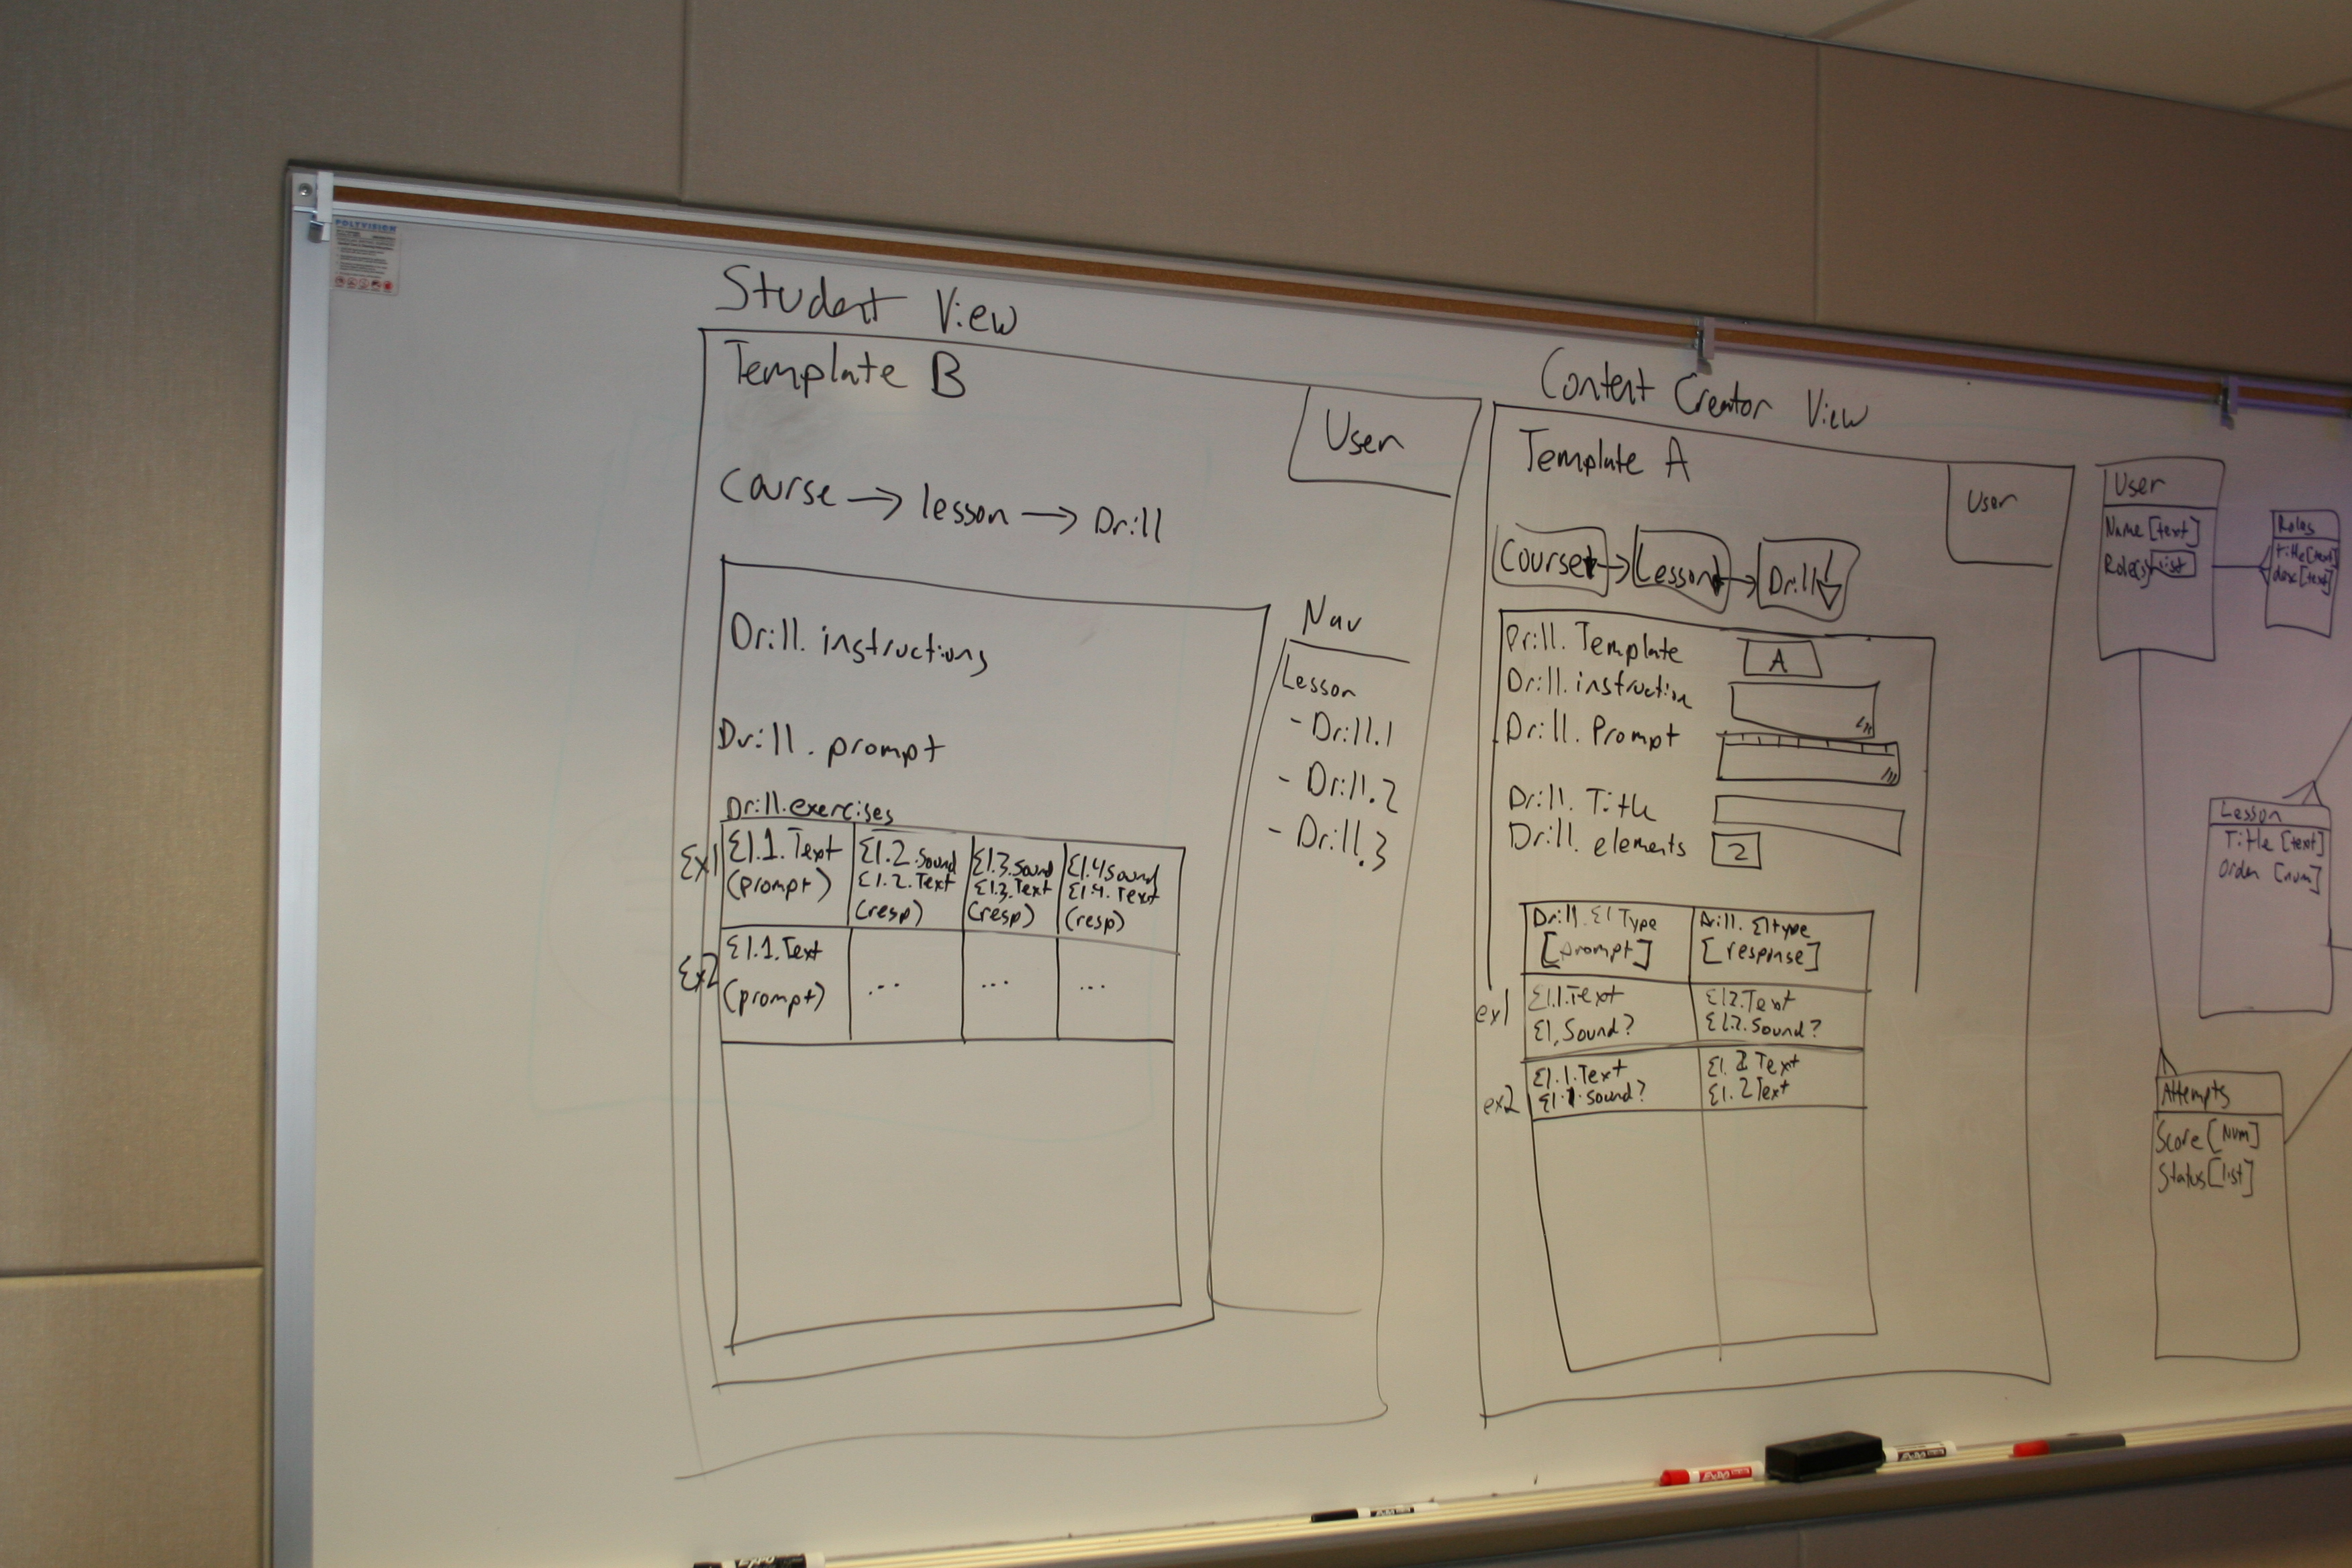 POLYVISION
Student View
Template B
User
Course → lesson → Drill
Drill. instructions
Drill. prompt
Drill.exercises
Ex1
El.1. Text
(prompt)
El.2.Sound
El.2.Text
(resp)
El.3.Sound
El.3.Text
(resp)
El.4Sound
El.4.Text
(resp)
Ex2
El.1.Text
(prompt)
...
...
...
Nav
Lesson
- Drill.1
- Drill.2
- Drill.3
Content Creator View
Template A
User
Course → Lesson → Drill
Drill. Template A
Drill. instruction
Drill. Prompt
Drill. Title
Drill. elements 2
Drill. El Type
[prompt]
Drill. Eltype
[response]
ex1
El.1.Text
El, Sound?
El2.Text
El.2.Sound?
ex2
El.1.Text
El.1.sound?
El.2 Text
El.2 Text
User
Name [text]
Role(s) list
Roles
title[text]
desc[text]
Lesson
Title [text]
Order [num]
Attempts
Score [Num]
Status[list]
EXPO